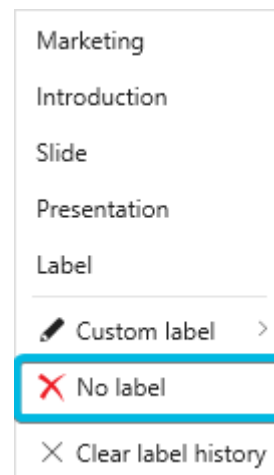 Marketing
Introduction
Slide
Presentation
Label
Custom label
No label
Clear label history